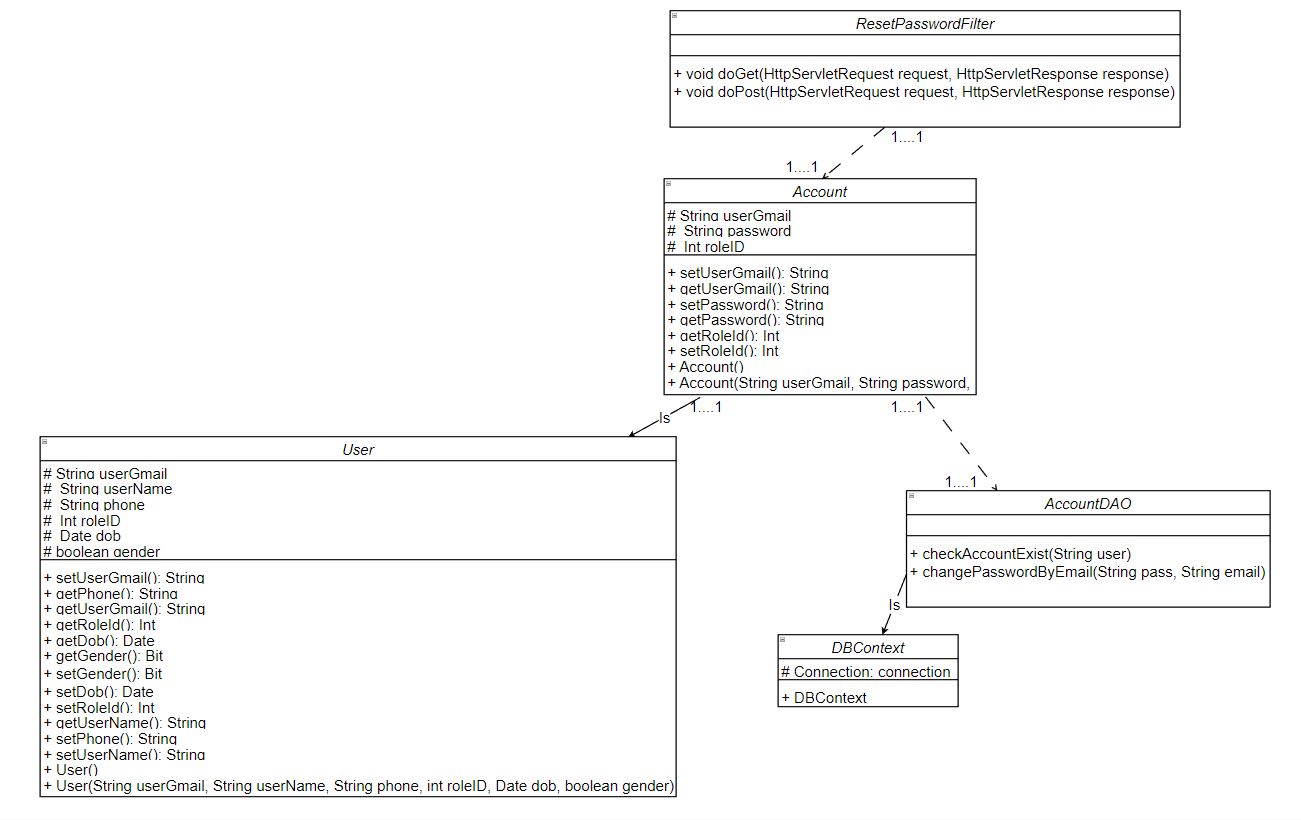 ResetPasswordFilter
+ void doGet(HttpServletRequest request, HttpServletResponse response)
+ void doPost(HttpServletRequest request, HttpServletResponse response)
1....1
1....1
Account
# String userGmail
# String password
# Int roleID
+ setUserGmail(): String
+ getUserGmail(): String
+ setPassword(): String
+ getPassword(): String
+ getRoleId(): Int
+ setRoleId(): Int
+ Account()
+ Account(String userGmail, String password,
1....1
Is
1....1
1....1
User
# String userGmail
# String userName
# String phone
# Int roleID
# Date dob
# boolean gender
+ setUserGmail(): String
+ getPhone(): String
+ getUserGmail(): String
+ getRoleId(): Int
+ getDob(): Date
+ getGender(): Bit
+ setGender(): Bit
+ setDob(): Date
+ setRoleId(): Int
+ getUserName(): String
+ setPhone(): String
+ setUserName(): String
+ User()
+ User(String userGmail, String userName, String phone, int roleID, Date dob, boolean gender)
AccountDAO
+ checkAccountExist(String user)
+ changePasswordByEmail(String pass, String email)
Is
DBContext
# Connection: connection
+ DBContext